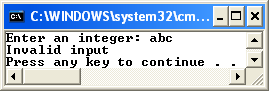 C:\WINDOWS\system32\cm...
Enter an integer: abc
Invalid input
Press any key to continue . .